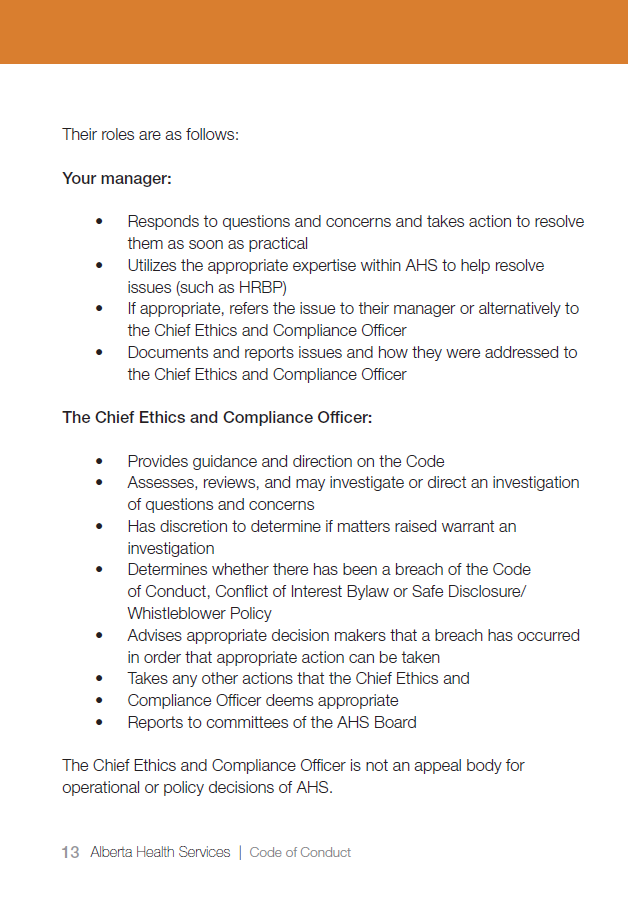 Their roles are as follows:
Your manager:
• Responds to questions and concerns and takes action to resolve
them as soon as practical
• Utilizes the appropriate expertise within AHS to help resolve
issues (such as HRBP)
• If appropriate, refers the issue to their manager or alternatively to
the Chief Ethics and Compliance Officer
• Documents and reports issues and how they were addressed to
the Chief Ethics and Compliance Officer
The Chief Ethics and Compliance Officer:
• Provides guidance and direction on the Code
• Assesses, reviews, and may investigate or direct an investigation
of questions and concerns
• Has discretion to determine if matters raised warrant an
investigation
• Determines whether there has been a breach of the Code
of Conduct, Conflict of Interest Bylaw or Safe Disclosure/
Whistleblower Policy
• Advises appropriate decision makers that a breach has occurred
in order that appropriate action can be taken
• Takes any other actions that the Chief Ethics and
• Compliance Officer deems appropriate
• Reports to committees of the AHS Board
The Chief Ethics and Compliance Officer is not an appeal body for
operational or policy decisions of AHS.
13 Alberta Health Services | Code of Conduct